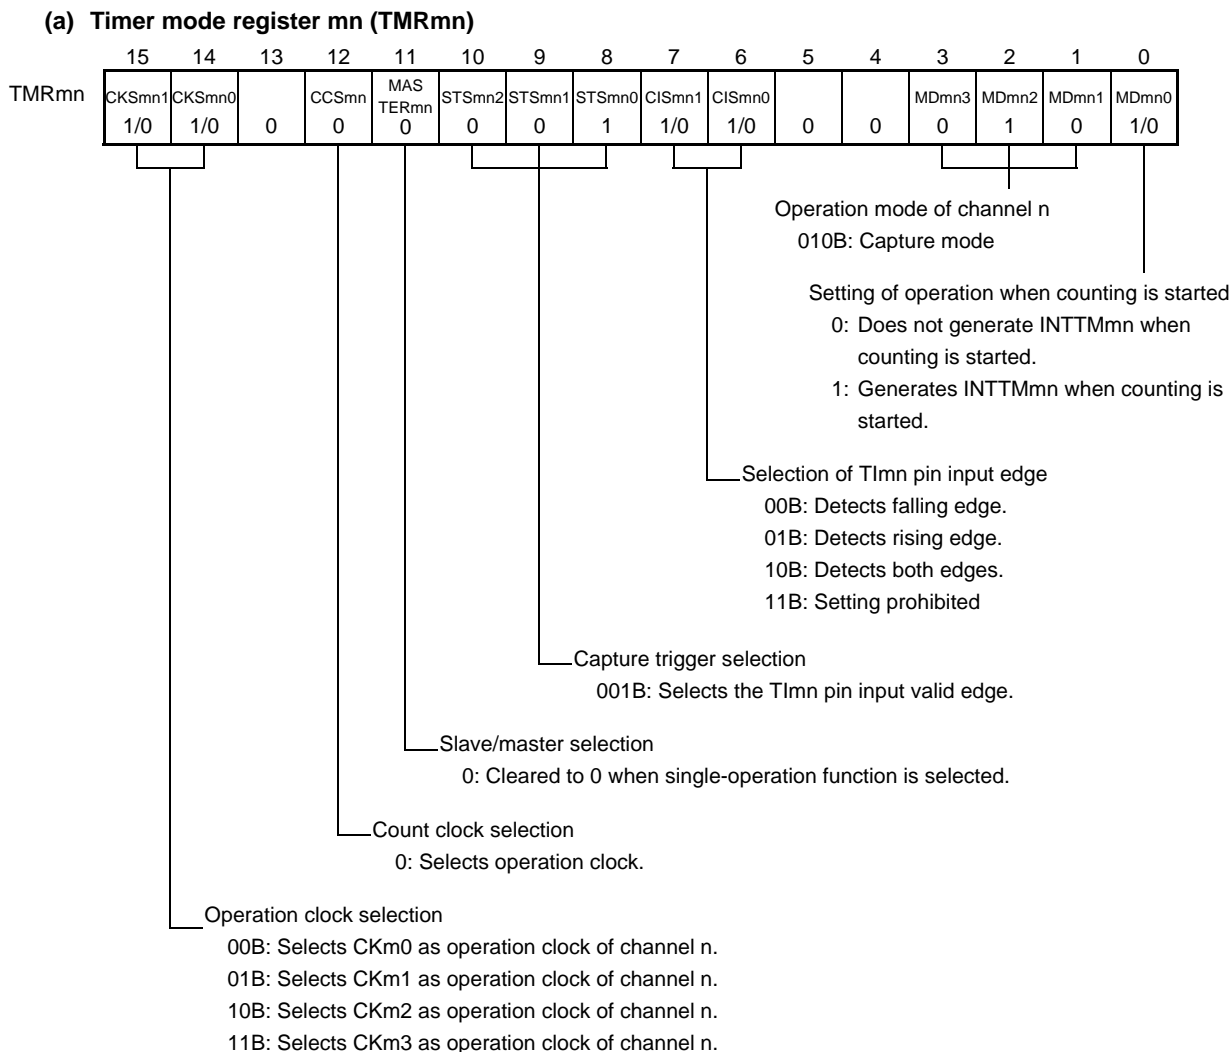 (a) Timer mode register mn (TMRmn)
15 14 13 12 11 10 9 8 7 6 5 4 3 2 1 0
TMRmn
CKSmn1 CKSmn0 CCSmn MAS TERmn STSmn2 STSmn1 STSmn0 CISmn1 CISmn0 MDmn3 MDmn2 MDmn1 MDmn0
1/0 1/0 0 0 0 0 0 1 1/0 1/0 0 0 0 1 0 1/0
Operation mode of channel n
010B: Capture mode
Setting of operation when counting is started
0: Does not generate INTTMmn when
counting is started.
1: Generates INTTMmn when counting is
started.
Selection of TImn pin input edge
00B: Detects falling edge.
01B: Detects rising edge.
10B: Detects both edges.
11B: Setting prohibited
Capture trigger selection
001B: Selects the TImn pin input valid edge.
Slave/master selection
0: Cleared to 0 when single-operation function is selected.
Count clock selection
0: Selects operation clock.
Operation clock selection
00B: Selects CKm0 as operation clock of channel n.
01B: Selects CKm1 as operation clock of channel n.
10B: Selects CKm2 as operation clock of channel n.
11B: Selects CKm3 as operation clock of channel n.